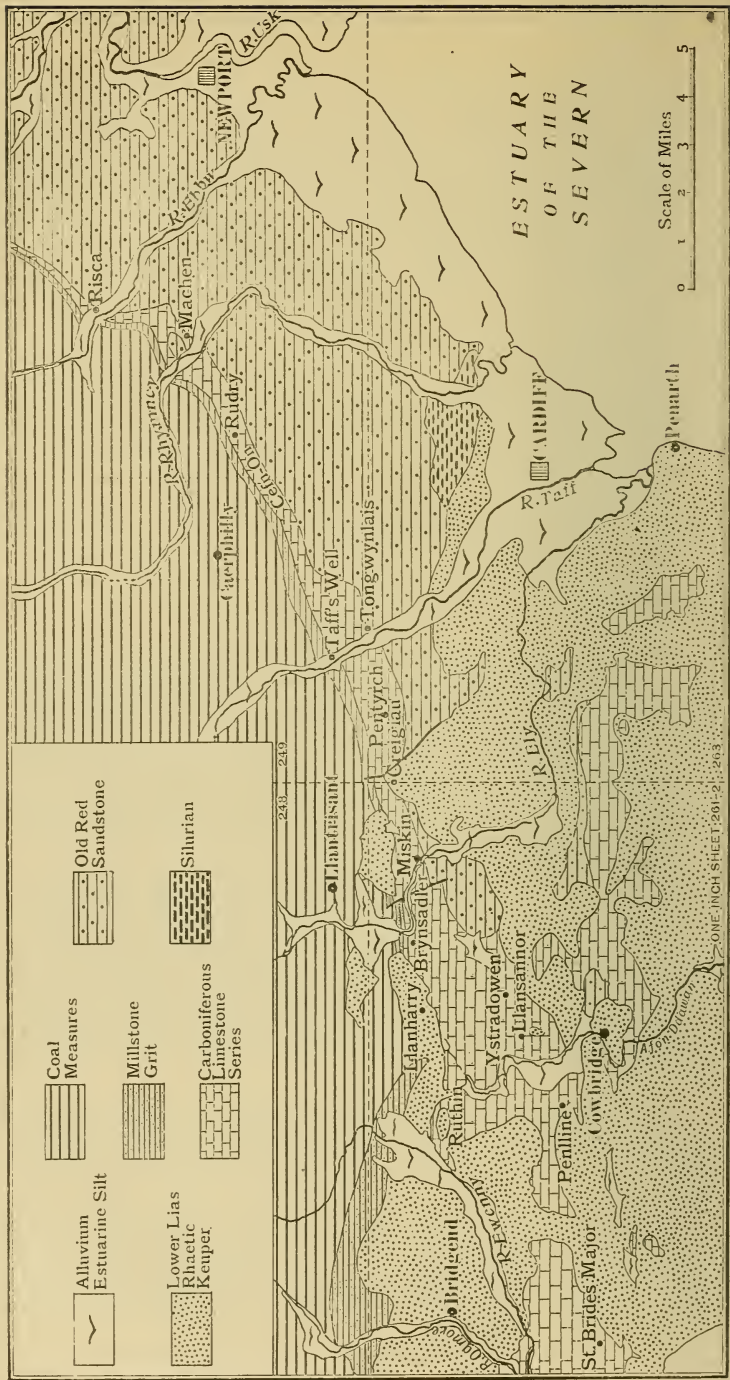 Alluvium
Estuarine Silt
Lower Lias
Rhaetic
Keuper
Coal
Measures
Millstone
Grit
Carboniferous
Limestone
Series
Old Red
Sandstone
Silurian
R. Usk
NEWPORT
R. Ebbw
Risca
Machen
R. Rhymney
Rudry
Cefn On
Caerphilly
Taff's Well
Tongwynlais
Pentyrch
Creigiau
248
249
Llantrisant
Miskin
Brynsadler
Llanharry
Ystradowen
Llansannor
Ruthin
Penlline
Cowbridge
R. Ewenny
Bridgend
R. Ogmore
St. Brides Major
R. Ely
R. Taff
CARDIFF
Penarth
ESTUARY
OF THE
SEVERN
Scale of Miles
0 1 2 3 4 5
ONE INCH SHEET, 261-2
263